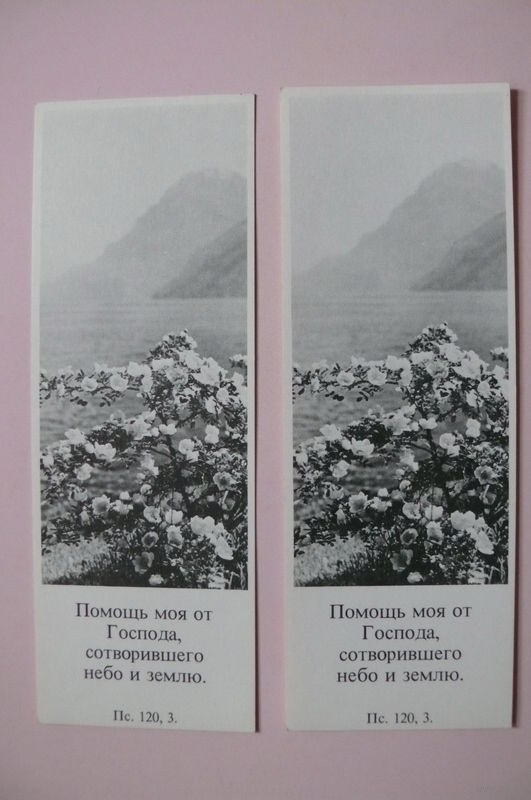 Помощь моя от
Господа,
сотворившего
небо и землю.
Пс. 120, 3.
Помощь моя от
Господа,
сотворившего
небо и землю.
Пс. 120, 3.